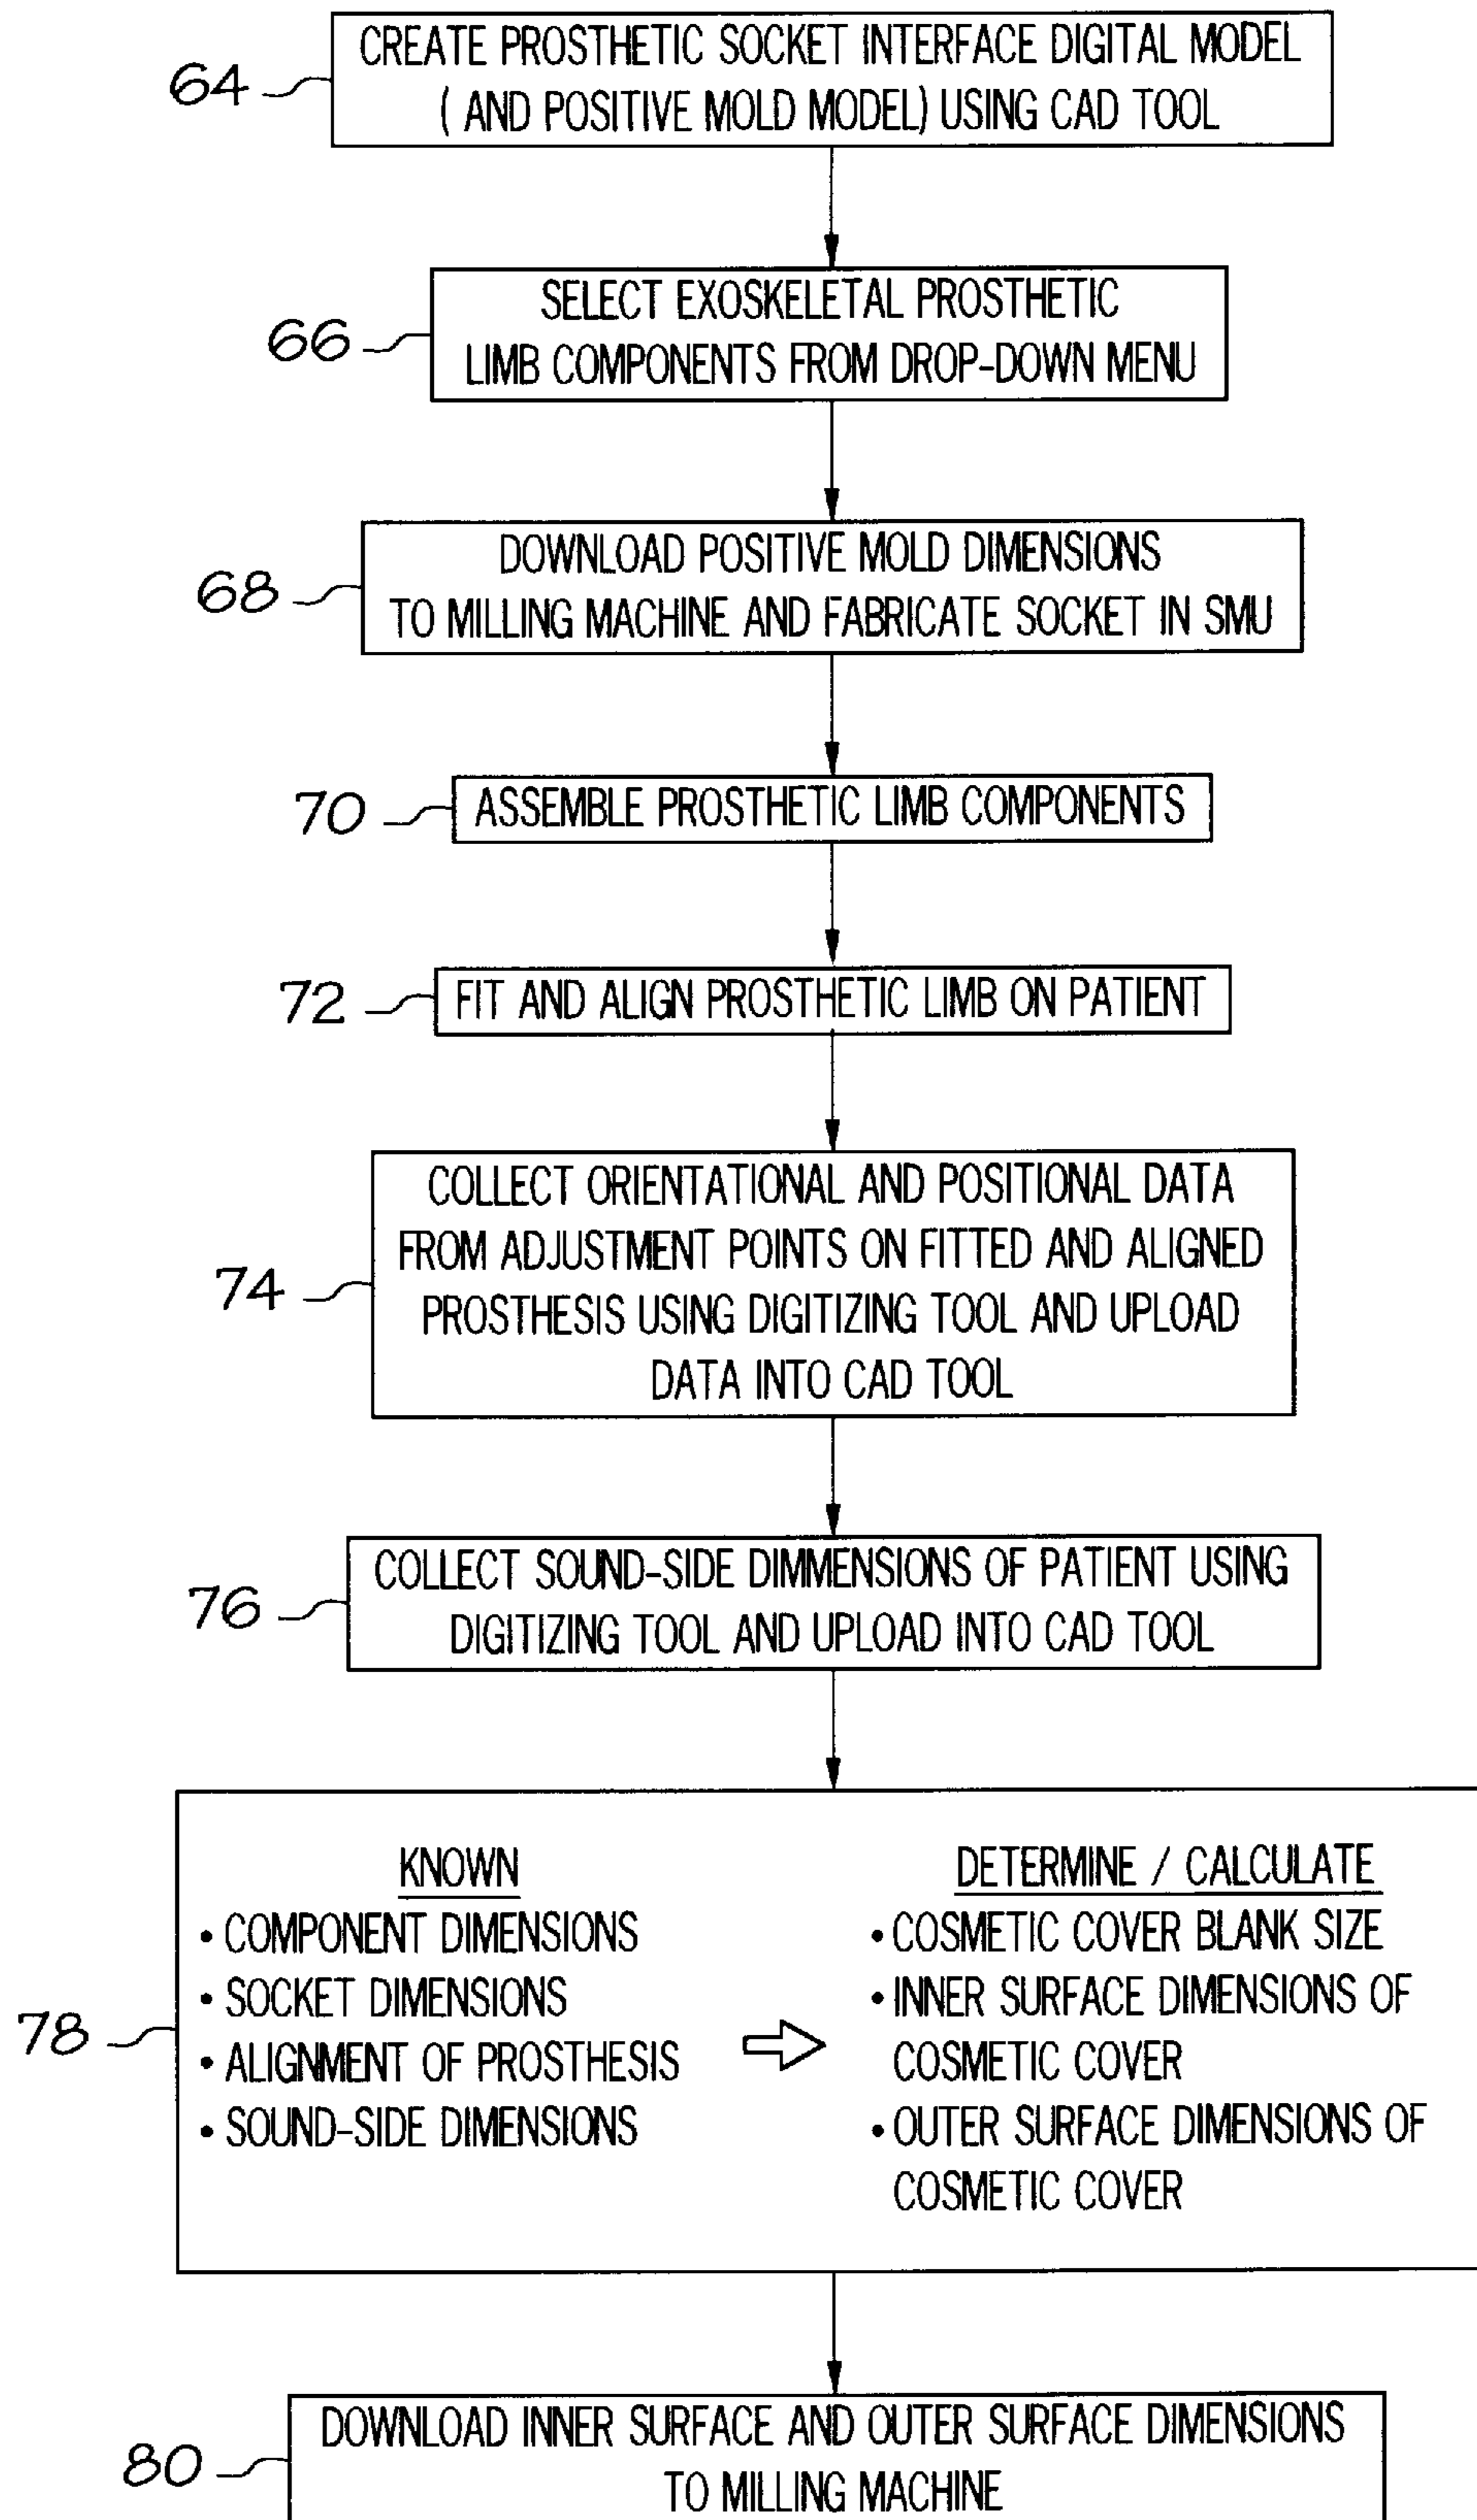 64
CREATE PROSTHETIC SOCKET INTERFACE DIGITAL MODEL
( AND POSITIVE MOLD MODEL) USING CAD TOOL
66
SELECT EXOSKELETAL PROSTHETIC
LIMB COMPONENTS FROM DROP-DOWN MENU
68
DOWNLOAD POSITIVE MOLD DIMENSIONS
TO MILLING MACHINE AND FABRICATE SOCKET IN SMU
70
ASSEMBLE PROSTHETIC LIMB COMPONENTS
72
FIT AND ALIGN PROSTHETIC LIMB ON PATIENT
74
COLLECT ORIENTATIONAL AND POSITIONAL DATA
FROM ADJUSTMENT POINTS ON FITTED AND ALIGNED
PROSTHESIS USING DIGITIZING TOOL AND UPLOAD
DATA INTO CAD TOOL
76
COLLECT SOUND-SIDE DIMMENSIONS OF PATIENT USING
DIGITIZING TOOL AND UPLOAD INTO CAD TOOL
78
KNOWN
• COMPONENT DIMENSIONS
• SOCKET DIMENSIONS
• ALIGNMENT OF PROSTHESIS
• SOUND-SIDE DIMENSIONS
DETERMINE / CALCULATE
• COSMETIC COVER BLANK SIZE
• INNER SURFACE DIMENSIONS OF
COSMETIC COVER
• OUTER SURFACE DIMENSIONS OF
COSMETIC COVER
80
DOWNLOAD INNER SURFACE AND OUTER SURFACE DIMENSIONS
TO MILLING MACHINE